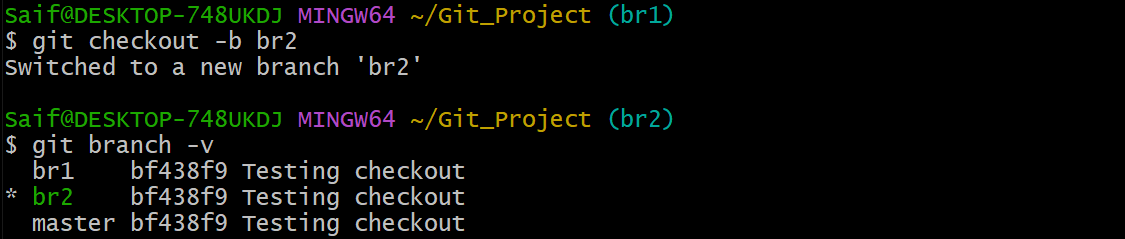 Saif@DESKTOP-748UKDJ MINGW64 ~/Git_Project (br1)
$ git checkout -b br2
Switched to a new branch 'br2'
Saif@DESKTOP-748UKDJ MINGW64 ~/Git_Project (br2)
$ git branch -v
  br1    bf438f9 Testing checkout
* br2    bf438f9 Testing checkout
  master bf438f9 Testing checkout